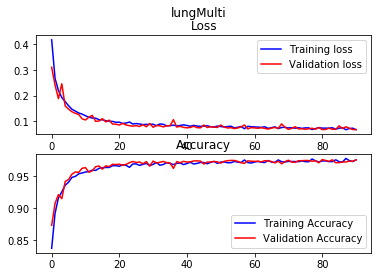 lungMulti
Loss
0.4
0.3
0.2
0.1
Training loss
Validation loss
0 20 40 60 80
Accuracy
0.95
0.90
0.85
Training Accuracy
Validation Accuracy
0 20 40 60 80